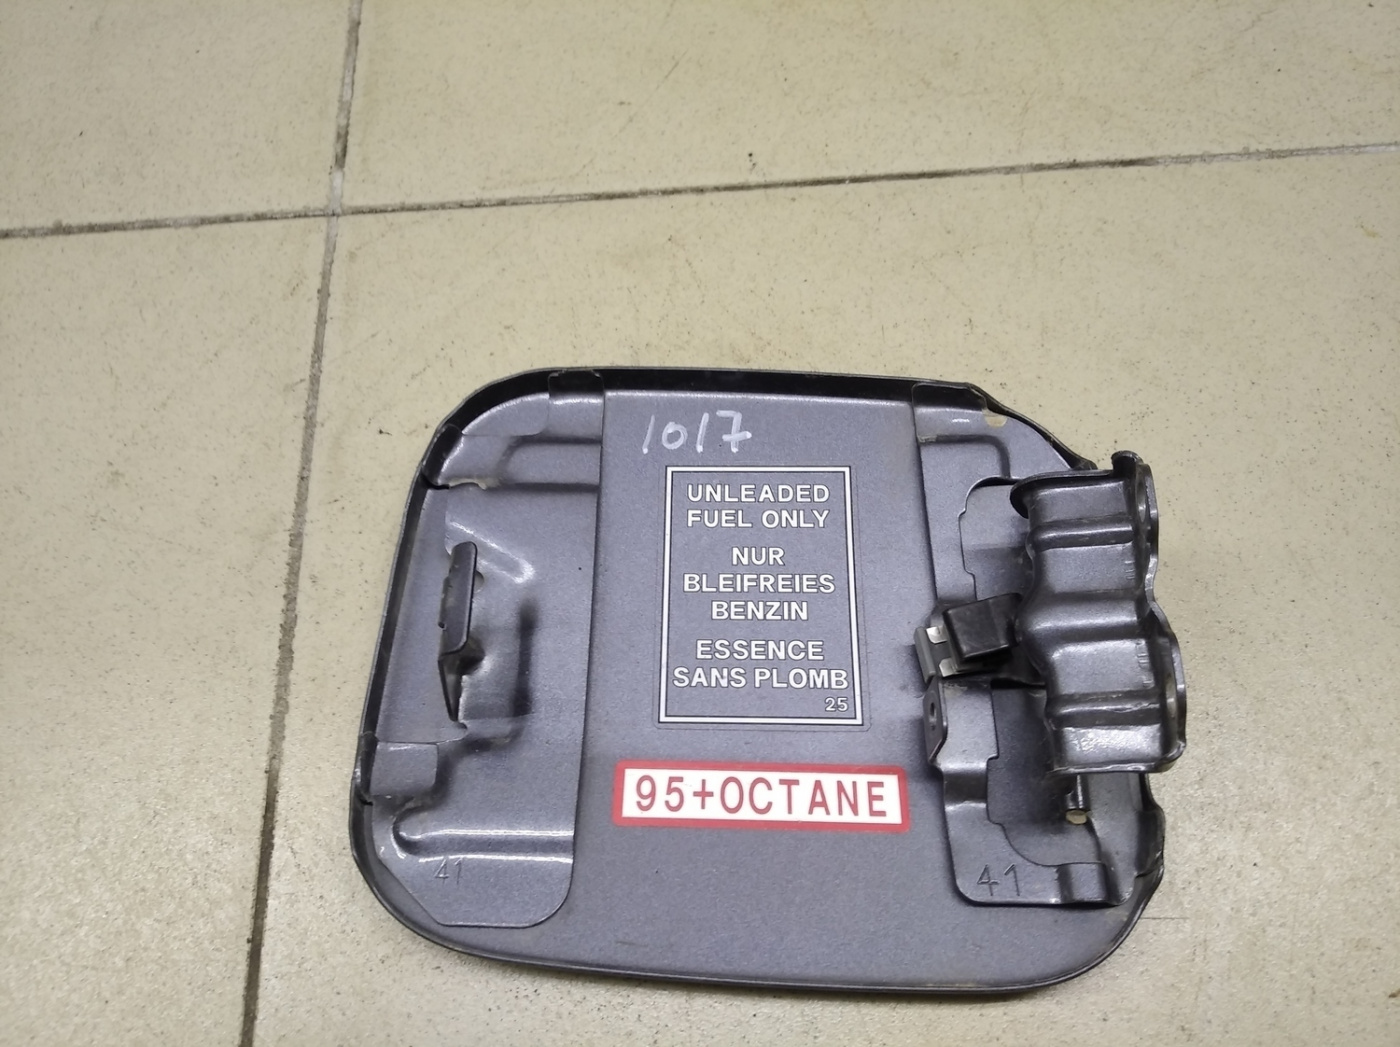 1017
UNLEADED
FUEL ONLY
NUR
BLEIFREIES
BENZIN
ESSENCE
SANS PLOMB
25
95+OCTANE
41
41